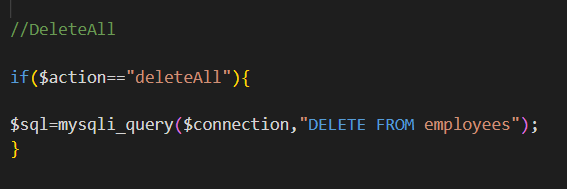 //DeleteAll
if($action=="deleteAll"){
$sql=mysqli_query($connection,"DELETE FROM employees");
}